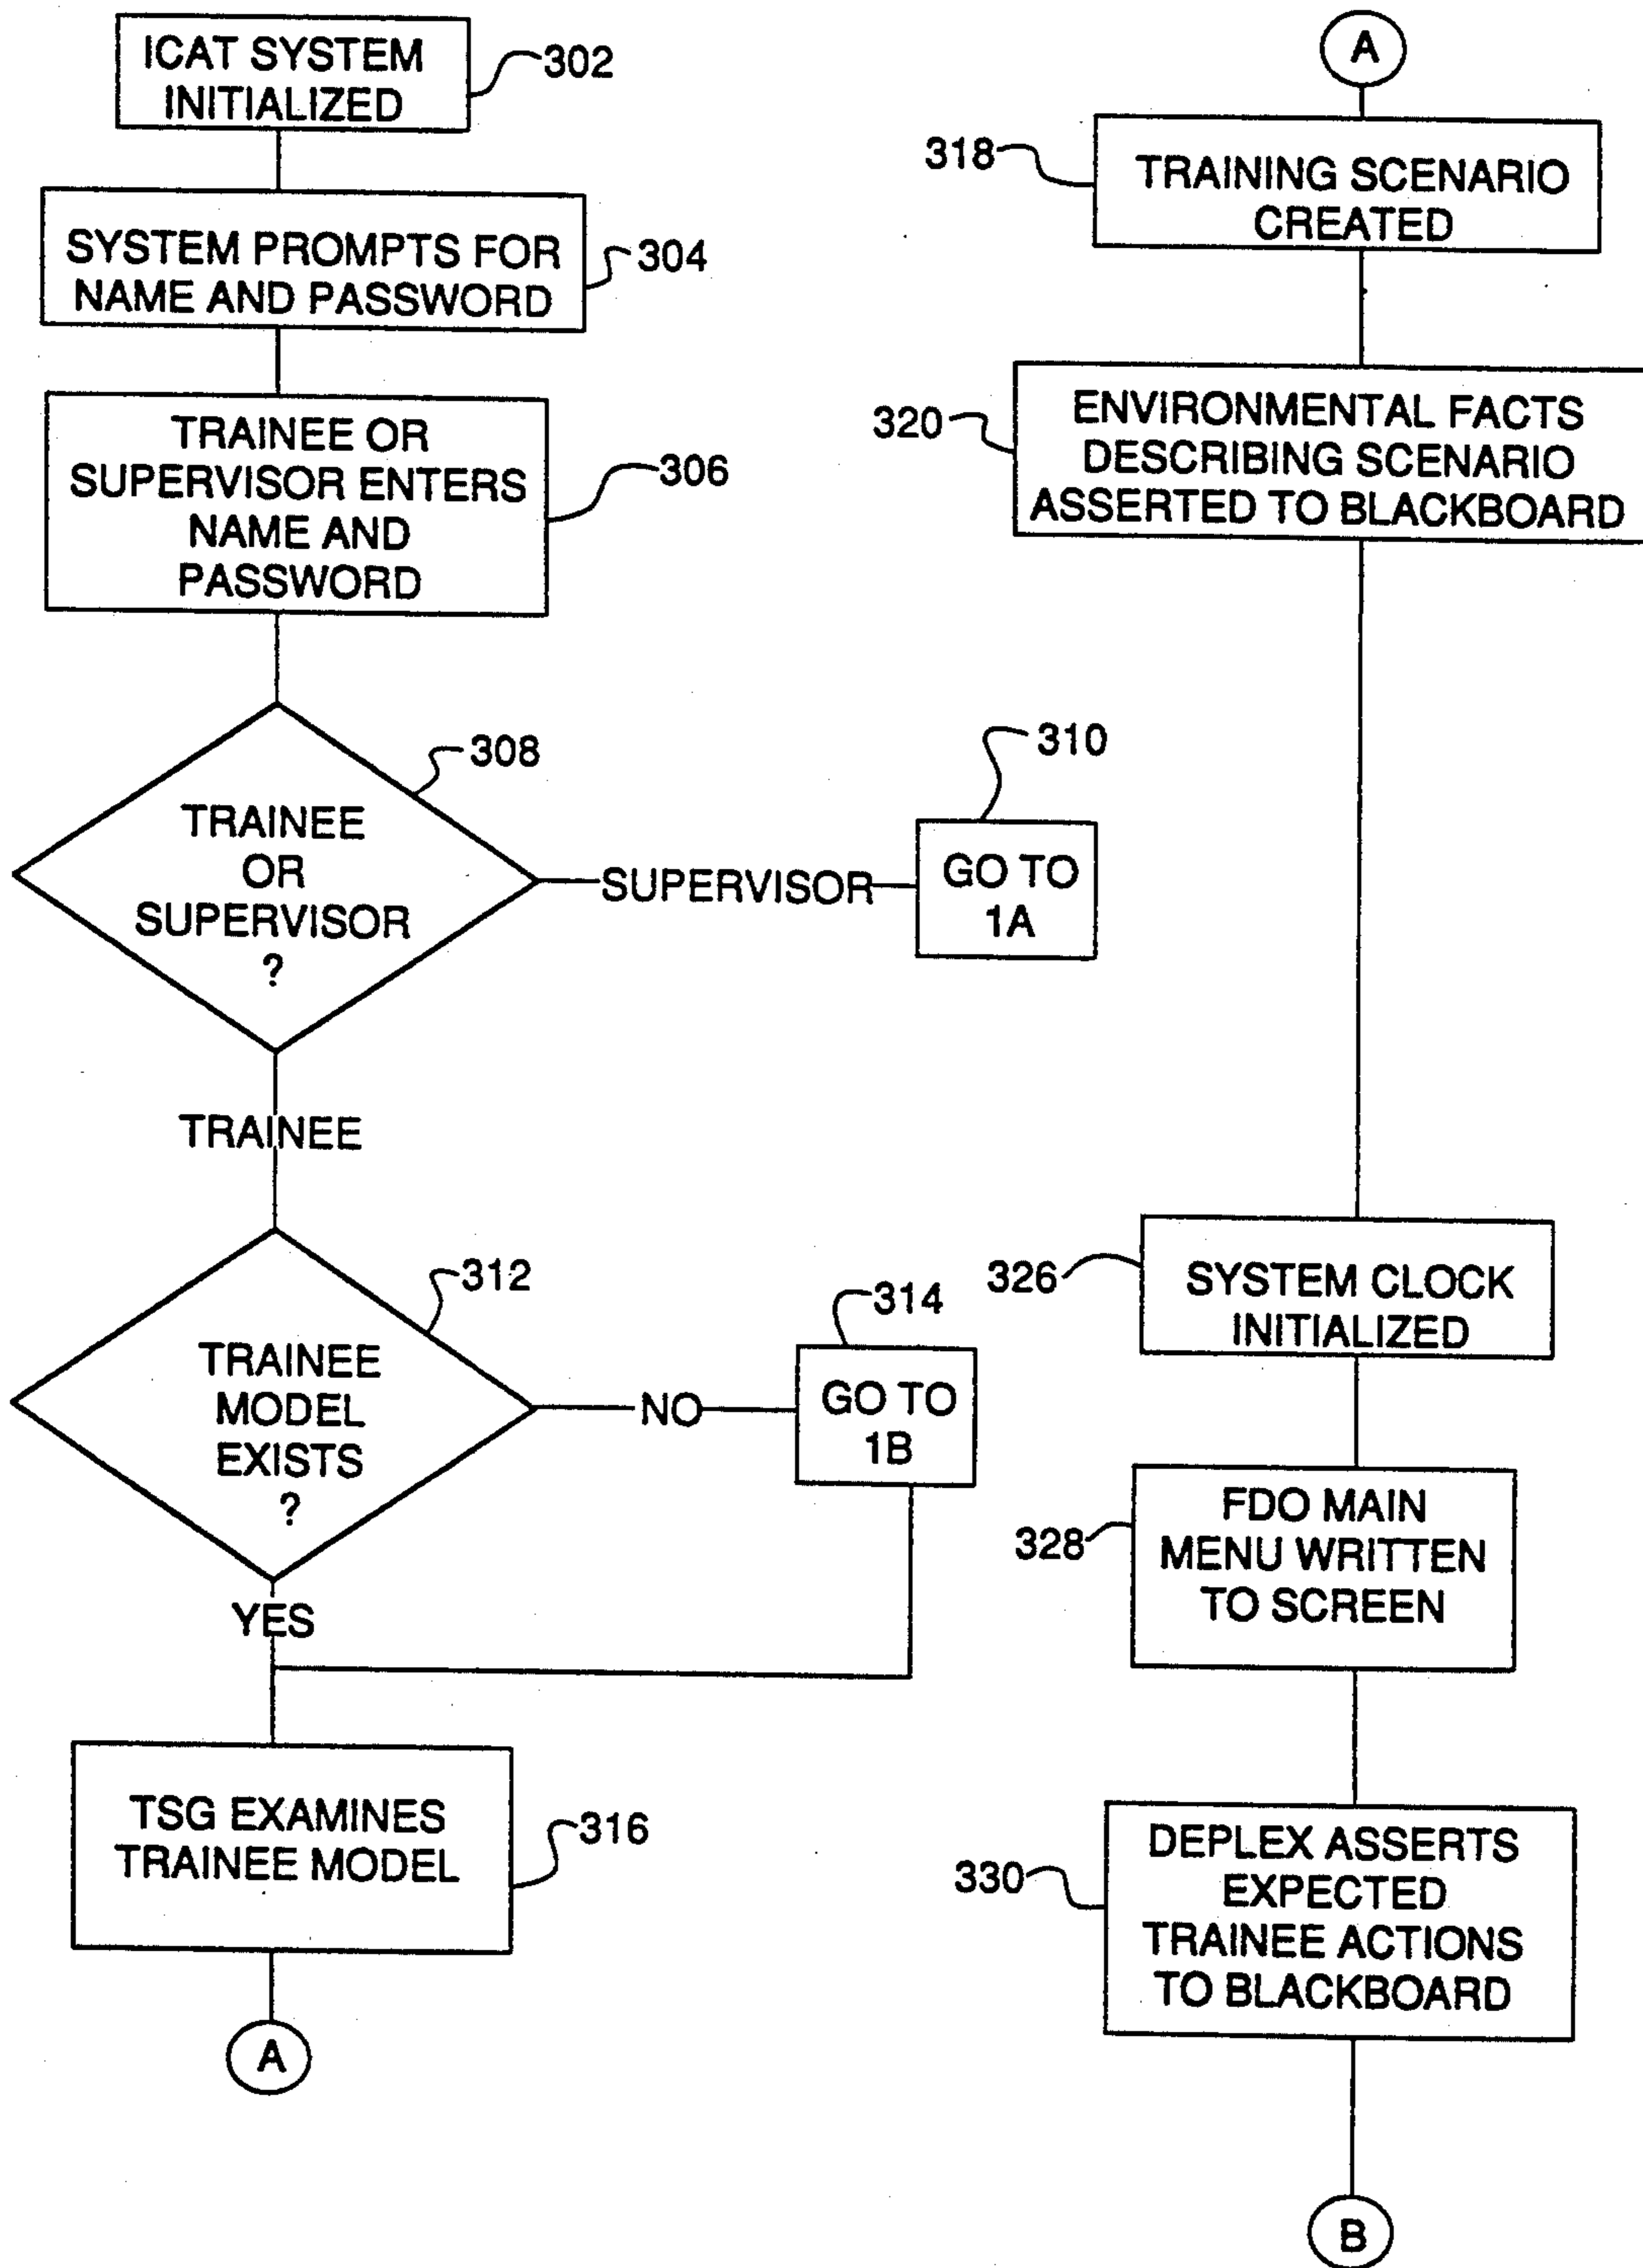 ICAT SYSTEM
INITIALIZED
302
SYSTEM PROMPTS FOR
NAME AND PASSWORD
304
TRAINEE OR
SUPERVISOR ENTERS
NAME AND
PASSWORD
306
308
TRAINEE
OR
SUPERVISOR
?
SUPERVISOR
310
GO TO
1A
TRAINEE
312
TRAINEE
MODEL
EXISTS
?
NO
314
GO TO
1B
YES
TSG EXAMINES
TRAINEE MODEL
316
A
A
318
TRAINING SCENARIO
CREATED
320
ENVIRONMENTAL FACTS
DESCRIBING SCENARIO
ASSERTED TO BLACKBOARD
326
SYSTEM CLOCK
INITIALIZED
328
FDO MAIN
MENU WRITTEN
TO SCREEN
330
DEPLEX ASSERTS
EXPECTED
TRAINEE ACTIONS
TO BLACKBOARD
B